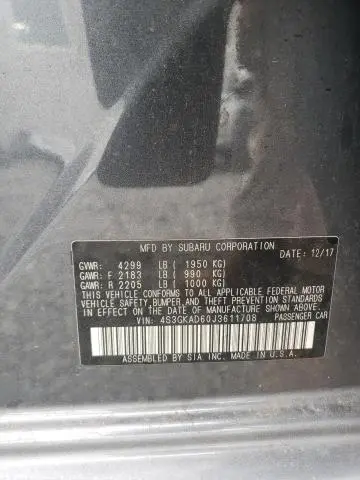 MFD BY SUBARU CORPORATION DATE: 12/17
GVWR: 4299 LB ( 1950 KG)
GAWR: F 2183 LB ( 990 KG)
GAWR: R 2205 LB ( 1000 KG)
THIS VEHICLE CONFORMS TO ALL APPLICABLE FEDERAL MOTOR
VEHICLE SAFETY, BUMPER, AND THEFT PREVENTION STANDARDS
IN EFFECT ON THE DATE OF MANUFACTURE SHOWN ABOVE.
VIN: 4S3GKAD60J3611708 PASSENGER CAR
ASSEMBLED BY SIA, INC. MADE IN U.S.A.